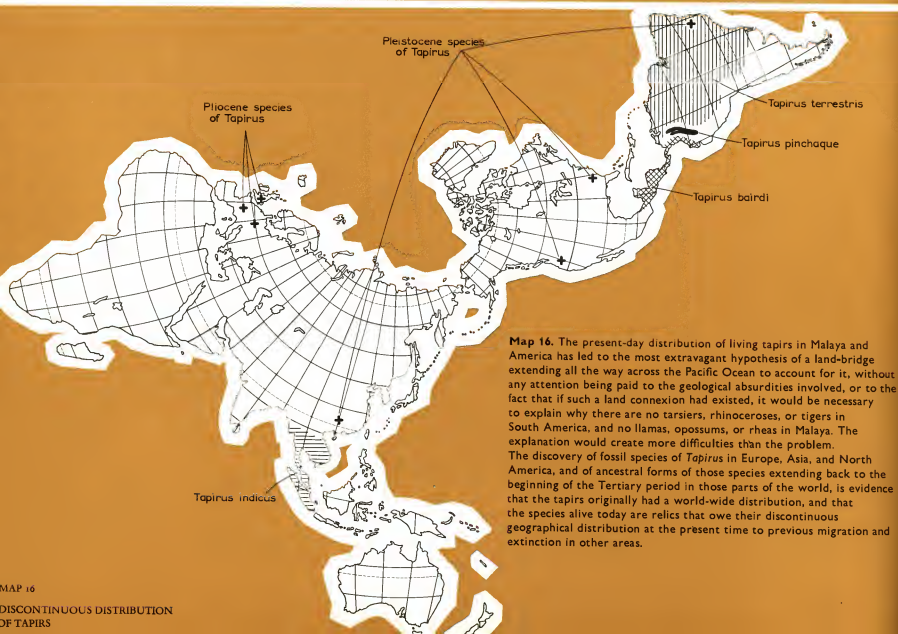 Pleistocene species
of Tapirus
Pliocene species
of Tapirus
Tapirus terrestris
Tapirus pinchaque
Tapirus bairdi
Tapirus indicus
Map 16. The present-day distribution of living tapirs in Malaya and
America has led to the most extravagant hypothesis of a land-bridge
extending all the way across the Pacific Ocean to account for it, without
any attention being paid to the geological absurdities involved, or to the
fact that if such a land connexion had existed, it would be necessary
to explain why there are no tarsiers, rhinoceroses, or tigers in
South America, and no llamas, opossums, or rheas in Malaya. The
explanation would create more difficulties than the problem.
The discovery of fossil species of Tapirus in Europe, Asia, and North
America, and of ancestral forms of those species extending back to the
beginning of the Tertiary period in those parts of the world, is evidence
that the tapirs originally had a world-wide distribution, and that
the species alive today are relics that owe their discontinuous
geographical distribution at the present time to previous migration and
extinction in other areas.
MAP 16
DISCONTINUOUS DISTRIBUTION
OF TAPIRS